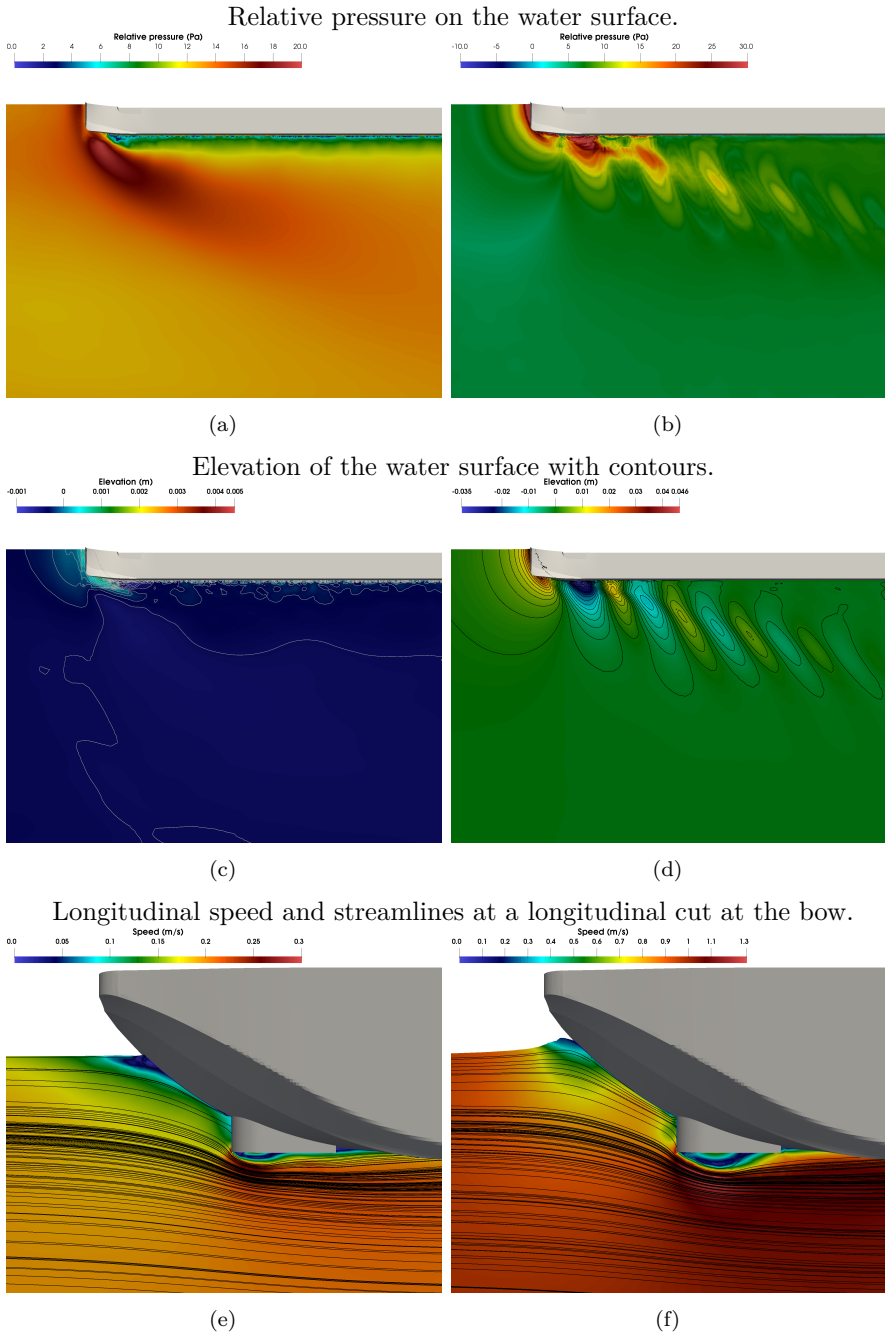 Relative pressure on the water surface.
Relative pressure (Pa)
0.0 2 4 6 8 10 12 14 16 18 20.0
Relative pressure (Pa)
-10.0 -5 0 5 10 15 20 25 30.0
(a)
(b)
Elevation of the water surface with contours.
Elevation (m)
-0.001 0 0.001 0.002 0.003 0.004 0.005
Elevation (m)
-0.035 -0.02 -0.01 0 0.01 0.02 0.03 0.04 0.046
(c)
(d)
Longitudinal speed and streamlines at a longitudinal cut at the bow.
Speed (m/s)
0.0 0.05 0.1 0.15 0.2 0.25 0.3
Speed (m/s)
0.0 0.1 0.2 0.3 0.4 0.5 0.6 0.7 0.8 0.9 1 1.1 1.3
(e)
(f)